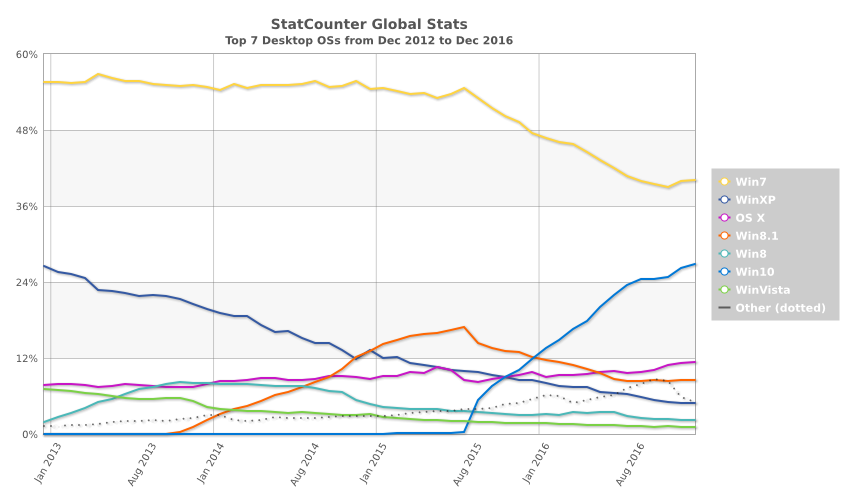 StatCounter Global Stats
Top 7 Desktop OSs from Dec 2012 to Dec 2016
60%
48%
36%
24%
12%
0%
Jan 2013
Aug 2013
Jan 2014
Aug 2014
Jan 2015
Aug 2015
Jan 2016
Aug 2016
Win7
WinXP
OS X
Win8.1
Win8
Win10
WinVista
Other (dotted)